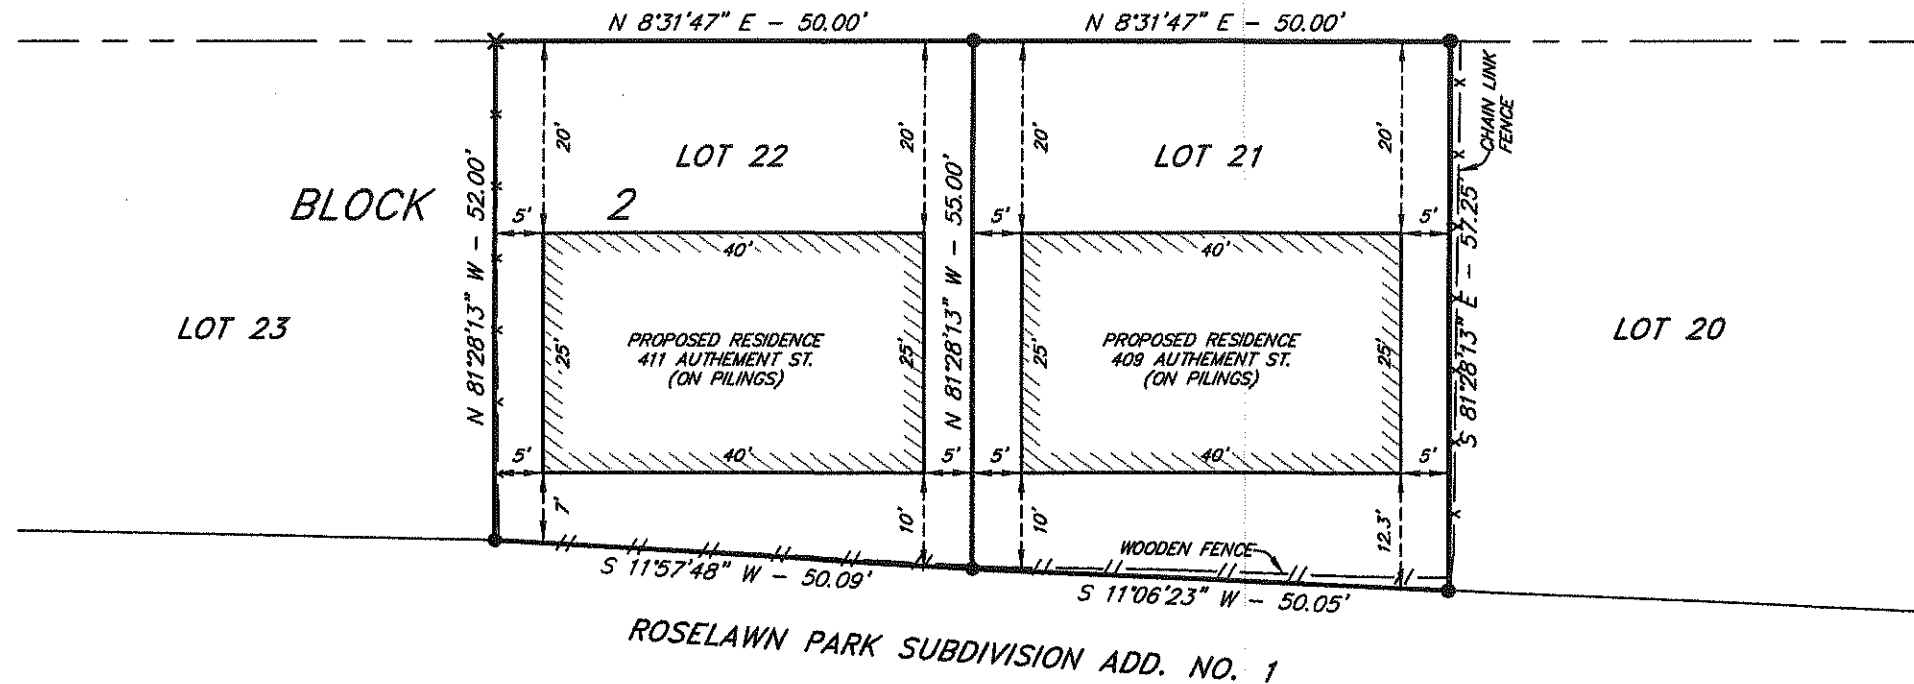 N 8°31'47" E - 50.00'
N 8°31'47" E - 50.00'
CHAIN LINK
FENCE
20'
20'
20'
20'
LOT 22
LOT 21
BLOCK 2
N 81°28'13" W - 52.00'
N 81°28'13" W - 55.00'
S 81°28'13" E - 57.25'
5'
5'
5'
40'
40'
LOT 23
LOT 20
PROPOSED RESIDENCE
411 AUTHEMENT ST.
(ON PILINGS)
PROPOSED RESIDENCE
409 AUTHEMENT ST.
(ON PILINGS)
25'
25'
25'
25'
5'
40'
5'
5'
40'
5'
7'
10'
10'
12.3'
WOODEN FENCE
S 11°57'48" W - 50.09'
S 11°06'23" W - 50.05'
ROSELAWN PARK SUBDIVISION ADD. NO. 1